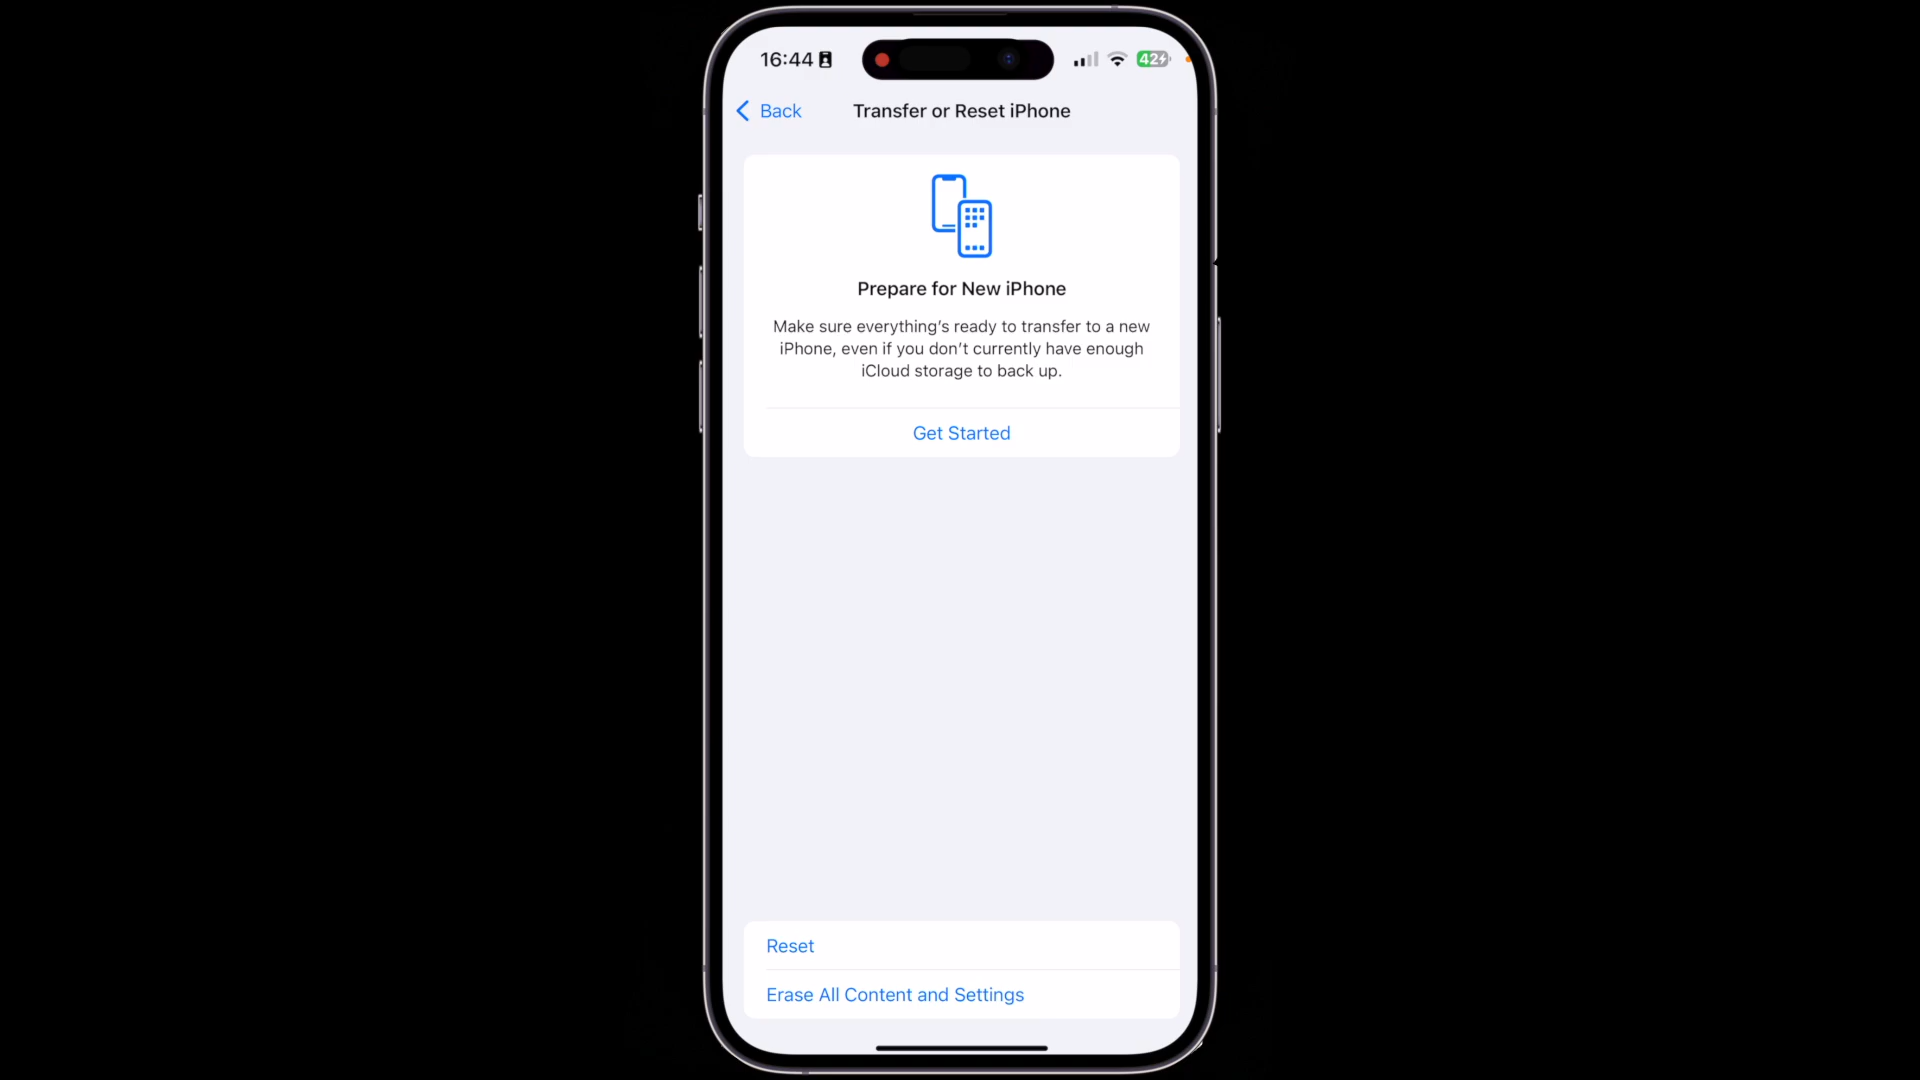 16:44
42
Back
Transfer or Reset iPhone
Prepare for New iPhone
Make sure everything's ready to transfer to a new
iPhone, even if you don't currently have enough
iCloud storage to back up.
Get Started
Reset
Erase All Content and Settings